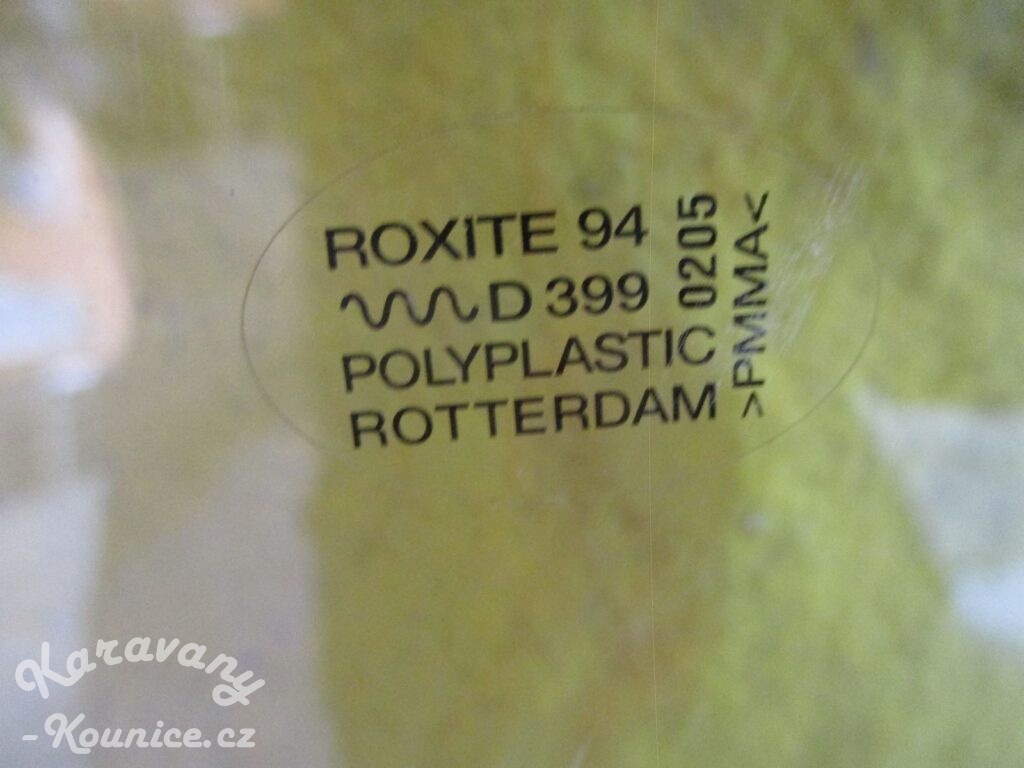 ROXITE 94
D 399
POLYPLASTIC
ROTTERDAM
0205
>PMMA<
Karavany
-Kounice.cz